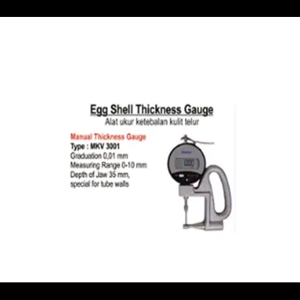 Egg Shell Thickness Gauge
Alat ukur ketebalan kulit telur
Manual Thickness Gauge
Type : MKV 3001
Graduation 0,01 mm
Measuring Range 0-10 mm
Depth of Jaw 35 mm,
special for tube walls